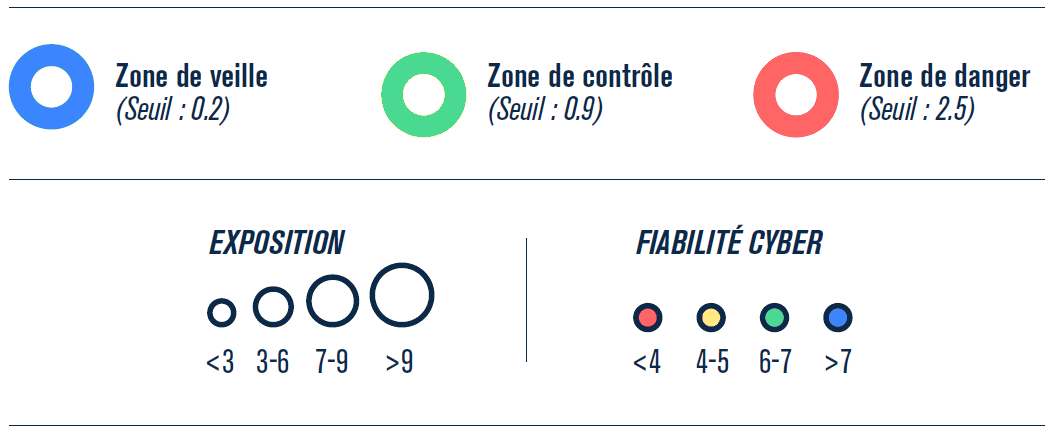 Zone de veille
(Seuil : 0.2)
Zone de contrôle
(Seuil : 0.9)
Zone de danger
(Seuil : 2.5)
EXPOSITION
<3 3-6 7-9 >9
FIABILITÉ CYBER
<4 4-5 6-7 >7